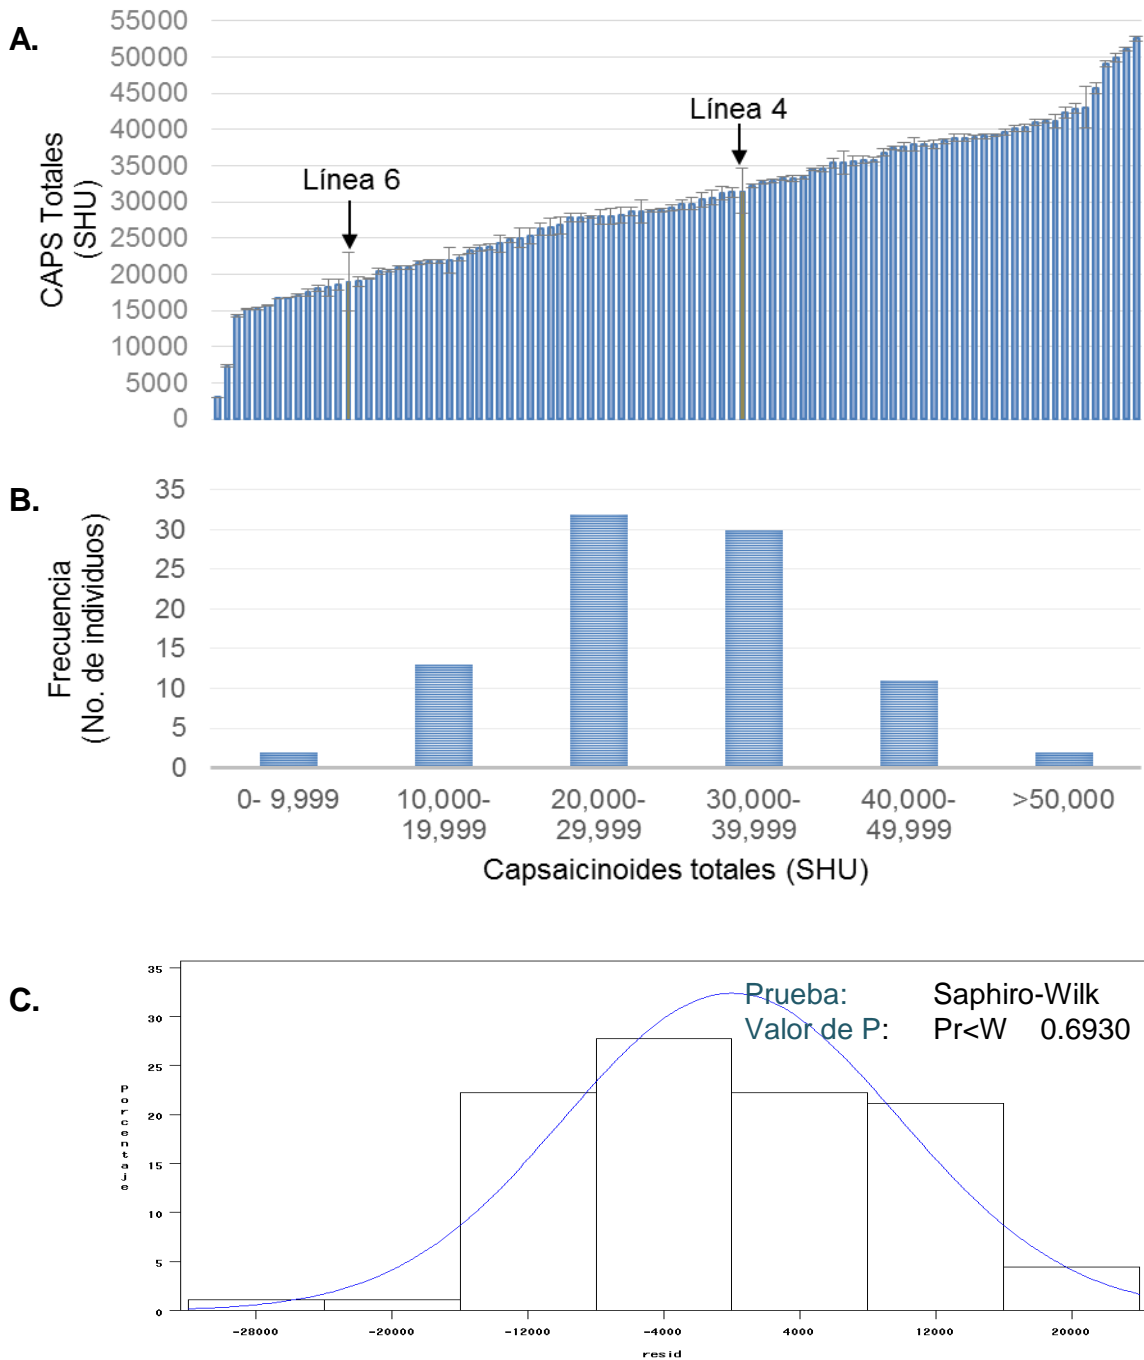 A.
CAPS Totales
(SHU)
55000
50000
45000
40000
35000
30000
25000
20000
15000
10000
5000
0
Línea 6
Línea 4
B.
Frecuencia
(No. de individuos)
35
30
25
20
15
10
5
0
0- 9,999
10,000-
19,999
20,000-
29,999
30,000-
39,999
40,000-
49,999
>50,000
Capsaicinoides totales (SHU)
C.
Porcentaje
35
30
25
20
15
10
5
0
Prueba: Saphiro-Wilk
Valor de P: Pr<W 0.6930
-28000 -20000 -12000 -4000 4000 12000 20000
resid